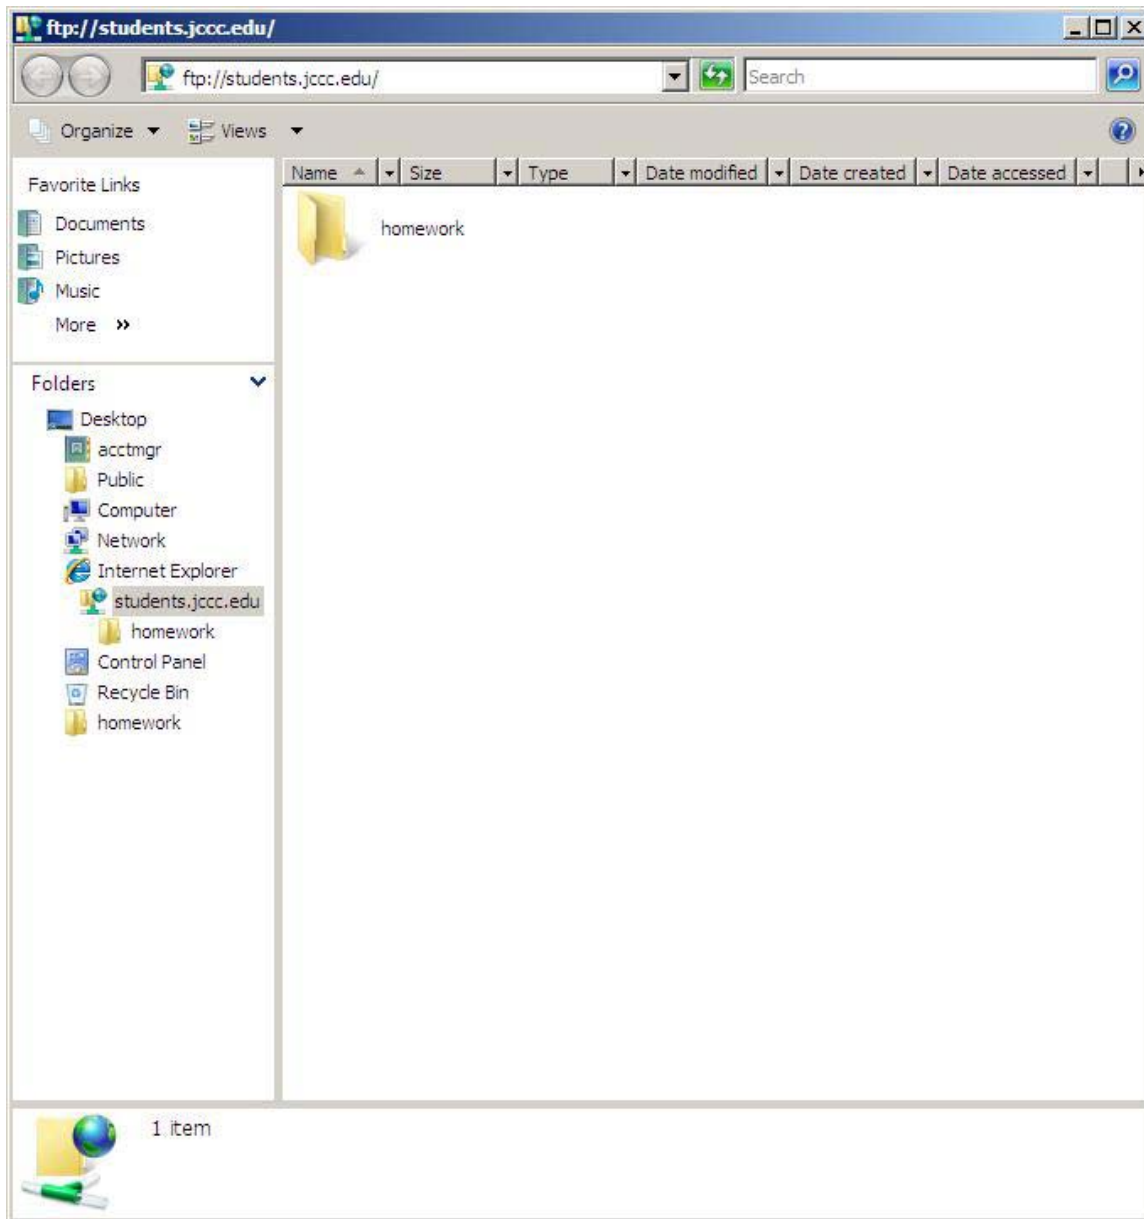 ftp://students.jccc.edu/
ftp://students.jccc.edu/ Search
Organize Views
Favorite Links
Documents
Pictures
Music
More »
Folders
Desktop
acctmgr
Public
Computer
Network
Internet Explorer
students.jccc.edu
homework
Control Panel
Recycle Bin
homework
Name Size Type Date modified Date created Date accessed
homework
1 item